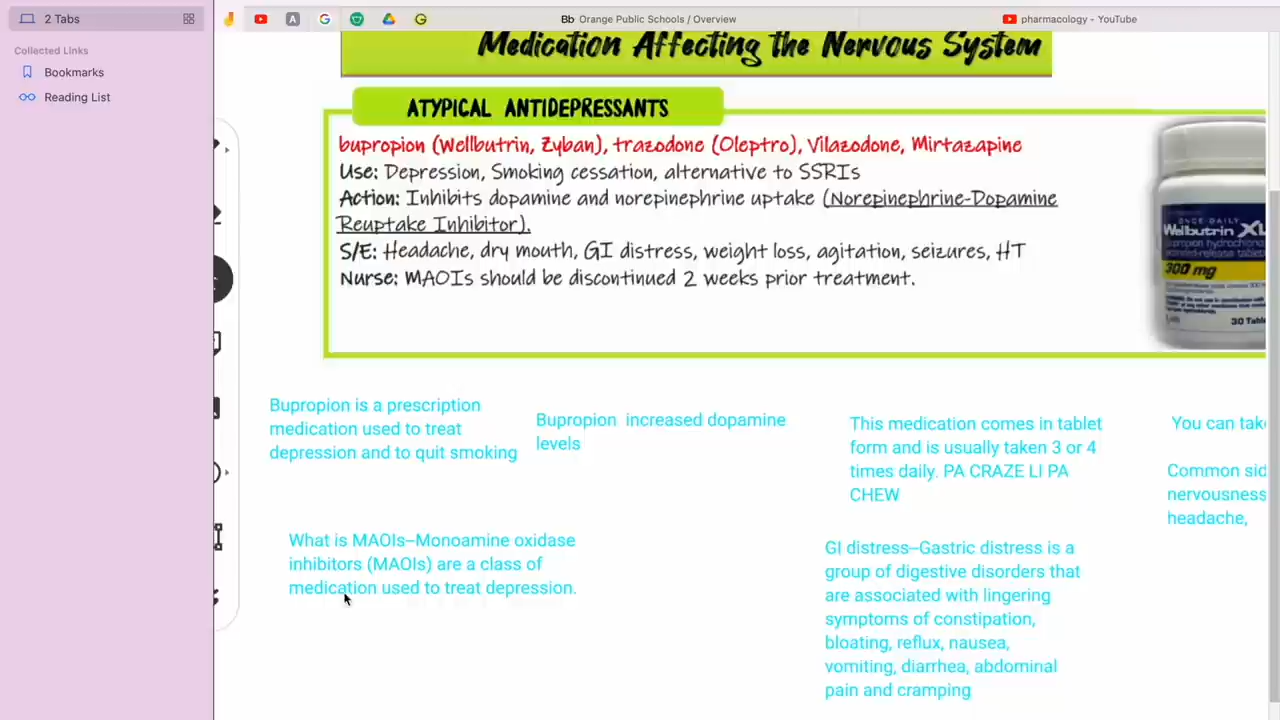 2 Tabs
Collected Links
Bookmarks
Reading List
Bb Orange Public Schools / Overview
pharmacology - YouTube
Medication Affecting the Nervous System
ATYPICAL ANTIDEPRESSANTS
bupropion (Wellbutrin, Zyban), trazodone (Oleptro), Vilazodone, Mirtazapine
Use: Depression, Smoking cessation, alternative to SSRIs
Action: Inhibits dopamine and norepinephrine uptake (Norepinephrine-Dopamine
Reuptake Inhibitor).
S/E: Headache, dry mouth, GI distress, weight loss, agitation, seizures, HT
Nurse: MAOIs should be discontinued 2 weeks prior treatment.
ONCE DAILY
Wellbutrin XL
300 mg
Bupropion is a prescription
medication used to treat
depression and to quit smoking
Bupropion increased dopamine
levels
This medication comes in tablet
form and is usually taken 3 or 4
times daily. PA CRAZE LI PA
CHEW
You can take
Common sid
nervousness
headache,
What is MAOIs–Monoamine oxidase
inhibitors (MAOIs) are a class of
medication used to treat depression.
GI distress–Gastric distress is a
group of digestive disorders that
are associated with lingering
symptoms of constipation,
bloating, reflux, nausea,
vomiting, diarrhea, abdominal
pain and cramping